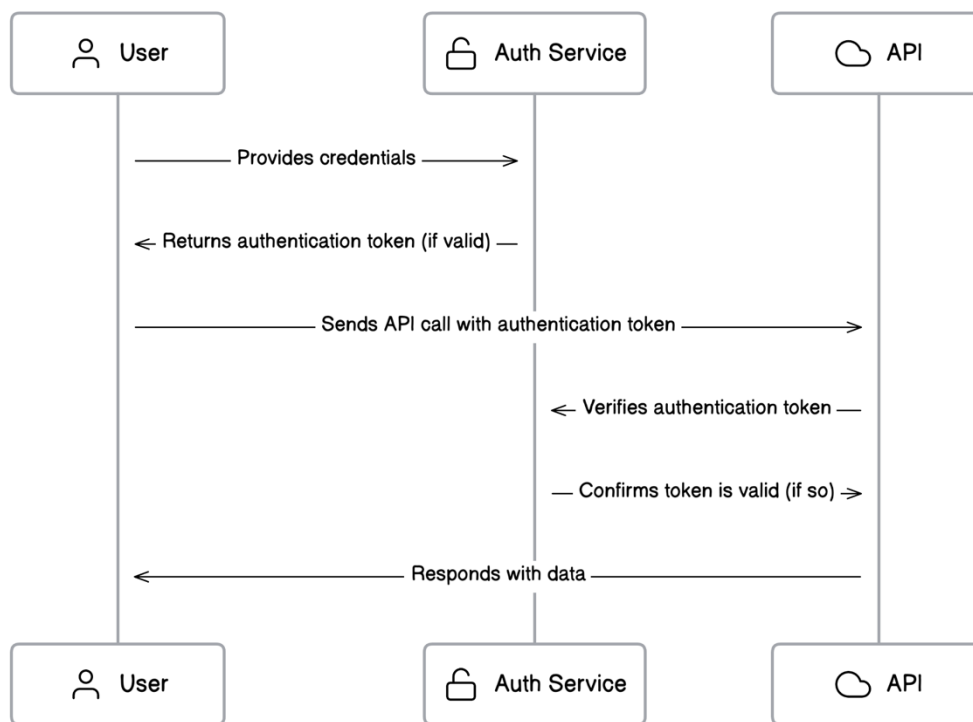 User
Auth Service
API
Provides credentials
Returns authentication token (if valid)
Sends API call with authentication token
Verifies authentication token
Confirms token is valid (if so)
Responds with data
User
Auth Service
API